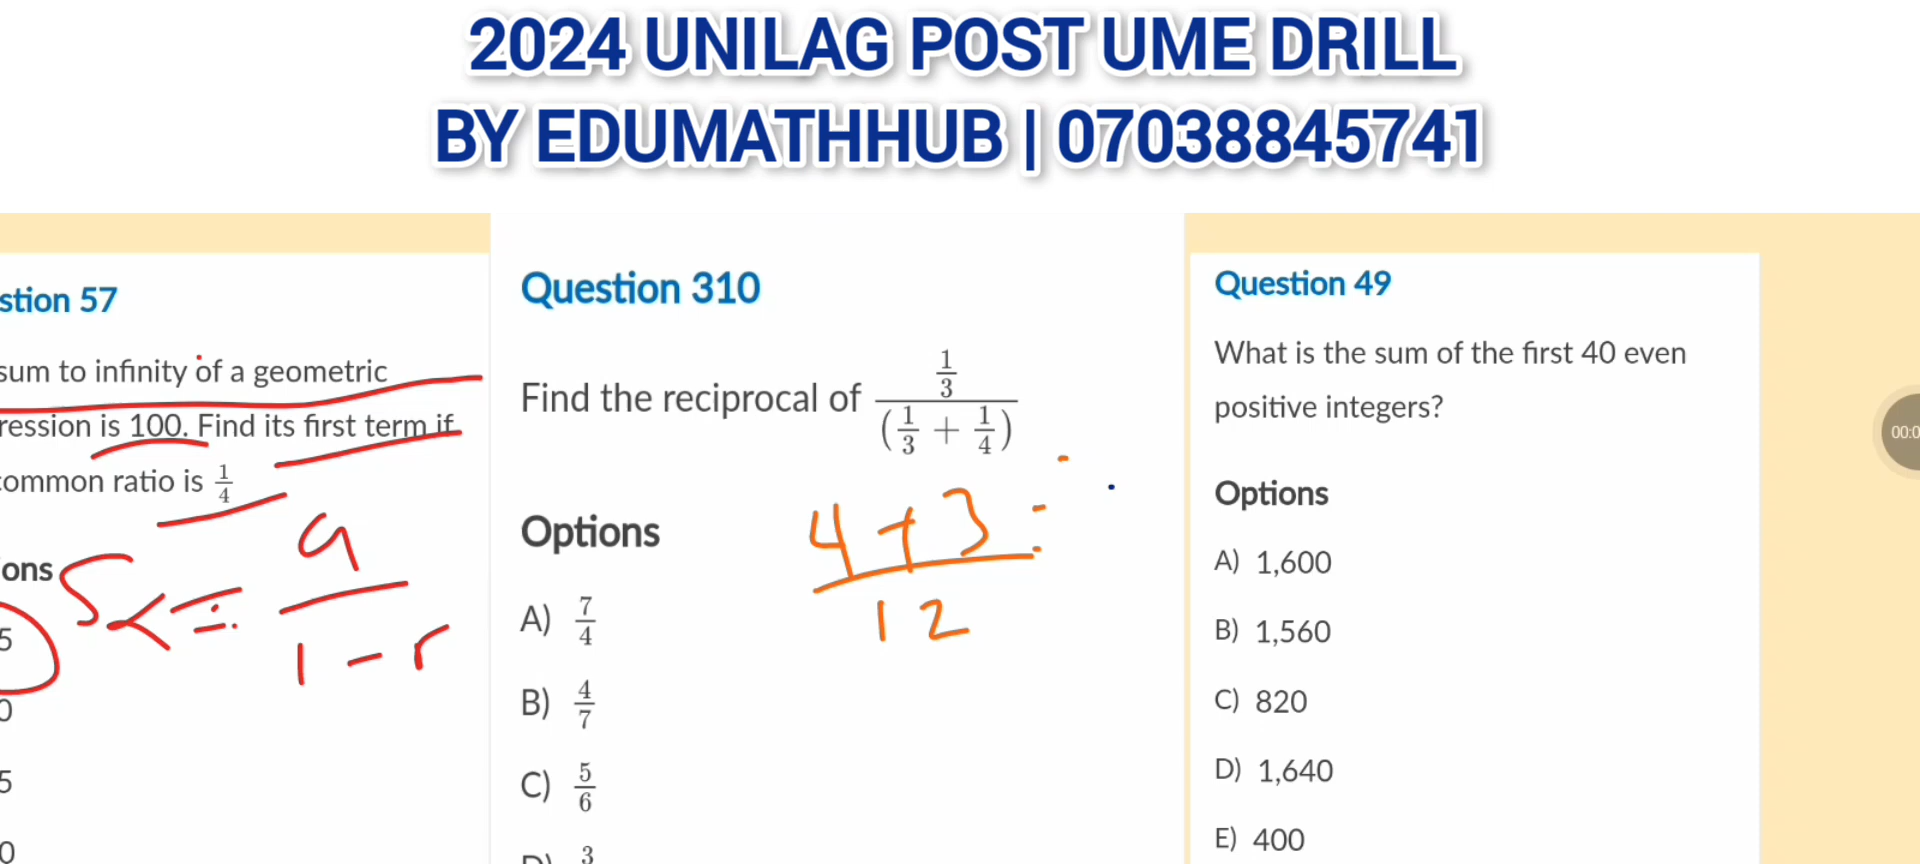 2024 UNILAG POST UME DRILL
BY EDUMATHHUB | 07038845741
stion 57
sum to infinity of a geometric
ression is 100. Find its first term if
common ratio is 1/4
ons
5
0
5
0
S∝ = a/(1-r)
Question 310
Find the reciprocal of (1/3)/(1/3 + 1/4)
Options
A) 7/4
B) 4/7
C) 5/6
D) 3
(4+3)/12 =
Question 49
What is the sum of the first 40 even
positive integers?
Options
A) 1,600
B) 1,560
C) 820
D) 1,640
E) 400
00:0